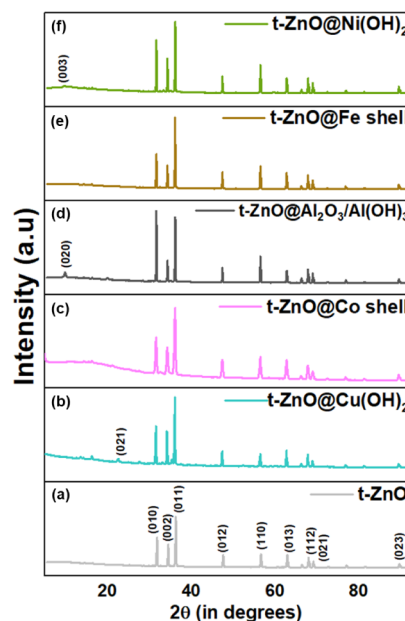 (f)
t-ZnO@Ni(OH)2
(003)
(e)
t-ZnO@Fe shell
(d)
t-ZnO@Al2O3/Al(OH)3
(020)
(c)
t-ZnO@Co shell
(b)
t-ZnO@Cu(OH)2
(021)
(a)
t-ZnO
(010)
(002)
(011)
(012)
(110)
(013)
(112)
(021)
(023)
Intensity (a.u)
20 40 60 80
2θ (in degrees)